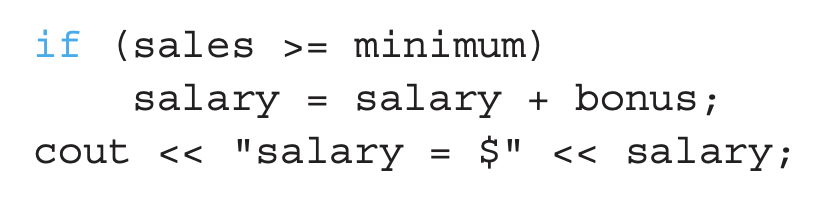 if (sales >= minimum)
    salary = salary + bonus;
cout << "salary = $" << salary;